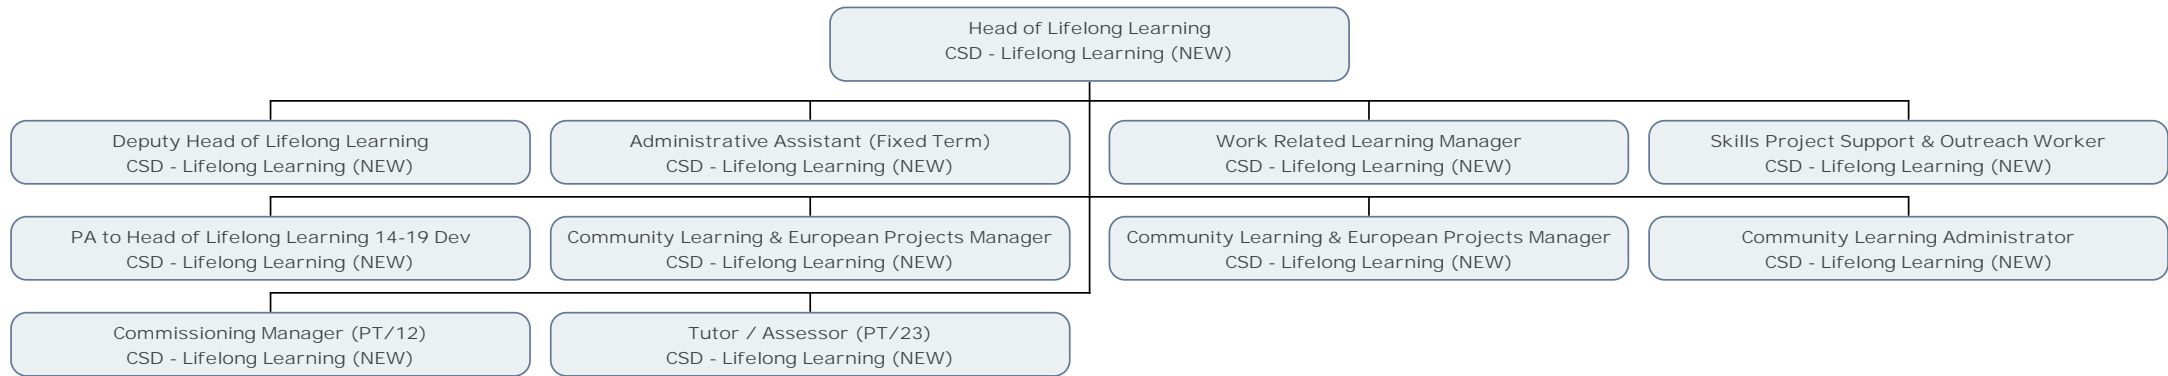 Head of Lifelong Learning
CSD - Lifelong Learning (NEW)
Deputy Head of Lifelong Learning
CSD - Lifelong Learning (NEW)
Administrative Assistant (Fixed Term)
CSD - Lifelong Learning (NEW)
Work Related Learning Manager
CSD - Lifelong Learning (NEW)
Skills Project Support & Outreach Worker
CSD - Lifelong Learning (NEW)
PA to Head of Lifelong Learning 14-19 Dev
CSD - Lifelong Learning (NEW)
Community Learning & European Projects Manager
CSD - Lifelong Learning (NEW)
Community Learning & European Projects Manager
CSD - Lifelong Learning (NEW)
Community Learning Administrator
CSD - Lifelong Learning (NEW)
Commissioning Manager (PT/12)
CSD - Lifelong Learning (NEW)
Tutor / Assessor (PT/23)
CSD - Lifelong Learning (NEW)